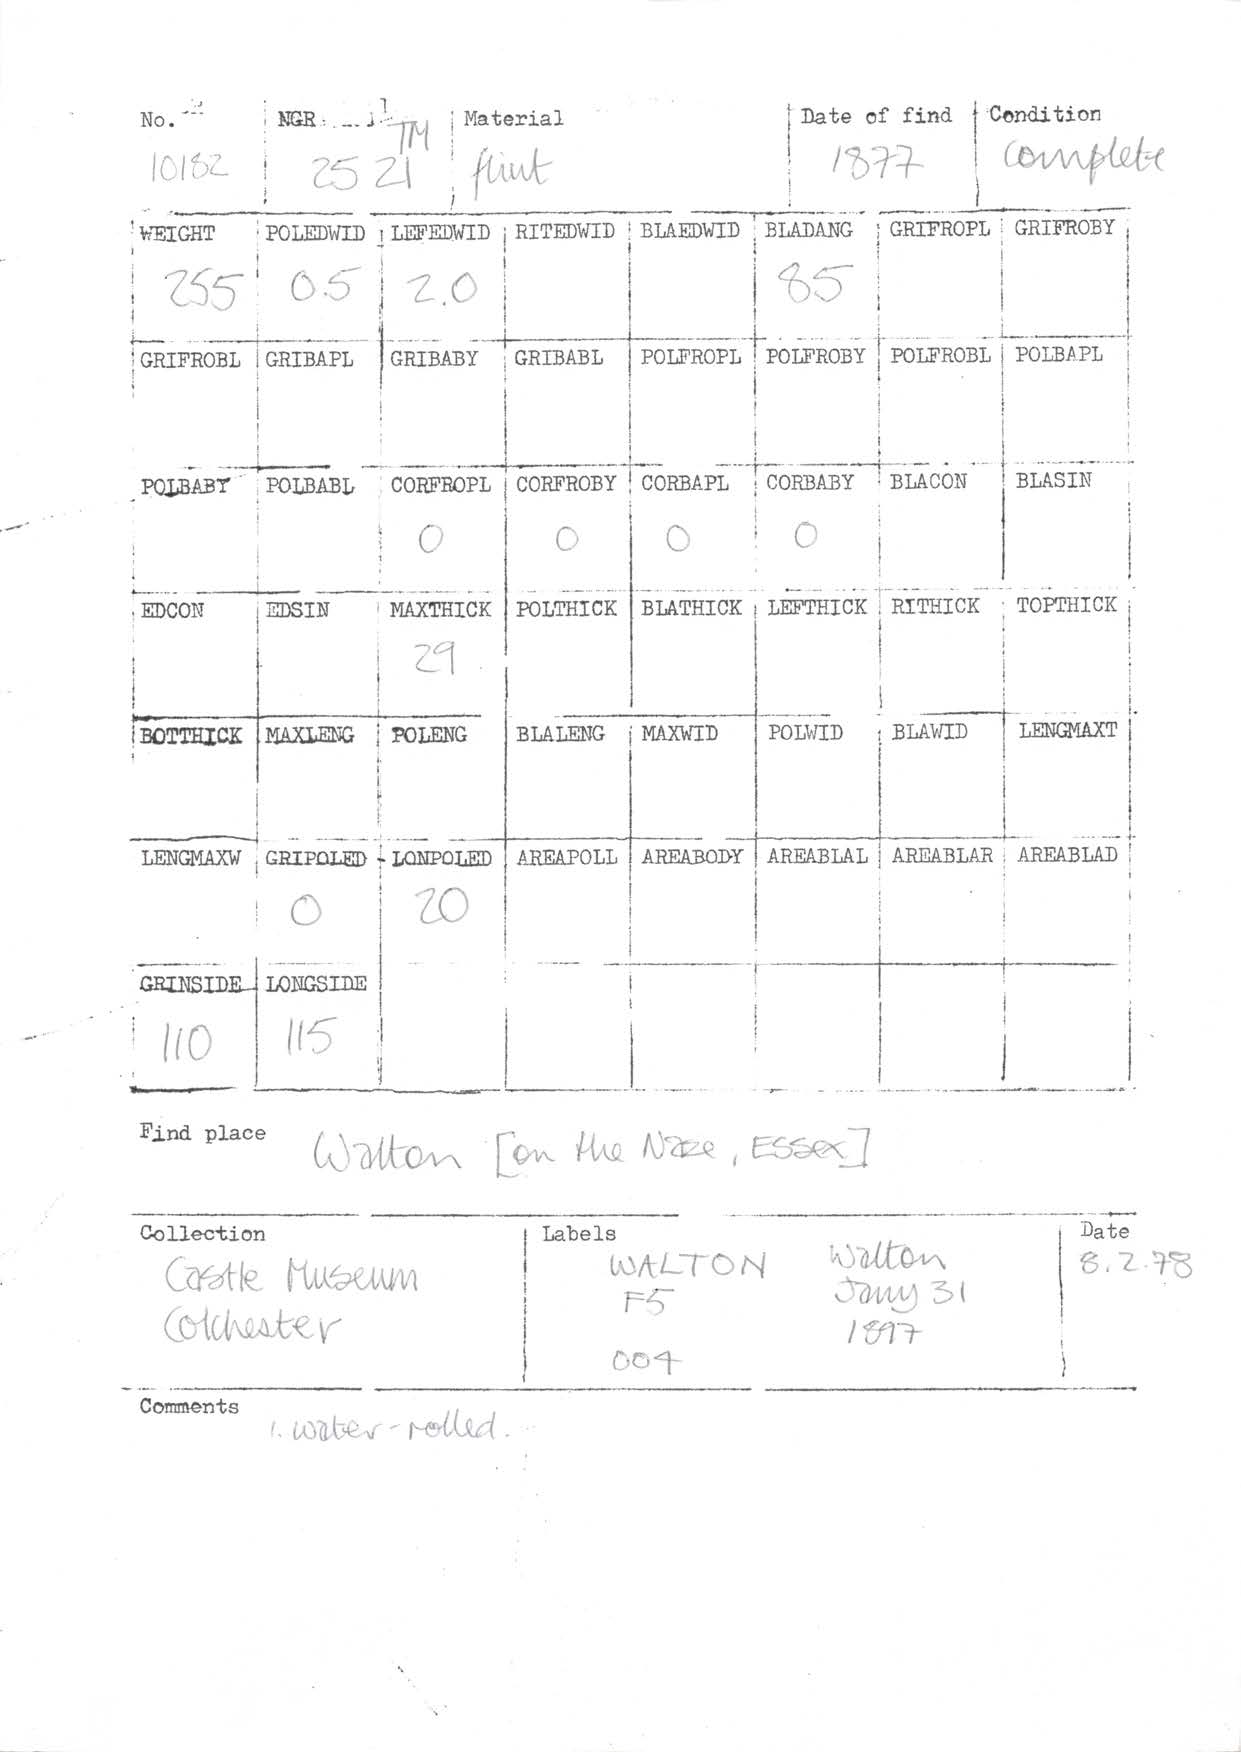 No. NGR Material Date of find Condition
10182 TM 25 21 flint 1877 complete
WEIGHT POLEDWID LEFEDWID RITEDWID BLAEDWID BLADANG GRIFROPL GRIFROBY
255 0.5 2.0 85
GRIFROBL GRIBAPL GRIBABY GRIBABL POLFROPL POLFROBY POLFROBL POLBAPL
POLBABY POLBABL CORFROPL CORFROBY CORBAPL CORBABY BLACON BLASIN
0 0 0 0
EDCON EDSIN MAXTHICK POLTHICK BLATHICK LEFTHICK RITHICK TOPTHICK
29
BOTTHICK MAXLENG POLENG BLALENG MAXWID POLWID BLAWID LENGMAXT
LENGMAXW GRIPOLED LONPOLED AREAPOLL AREABODY AREABLAL AREABLAR AREABLAD
0 20
GRINSIDE LONGSIDE
110 115
Find place Walton [on the Naze, Essex]
Collection Labels Date
Castle Museum WALTON Walton 8.2.78
Colchester F5 Jany 31
004 1897
Comments 1. water-rolled.